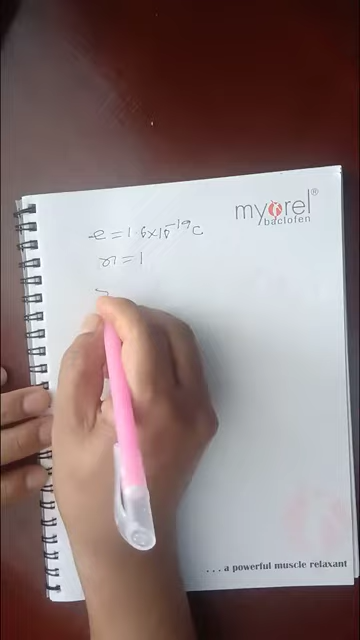 myorel®
baclofen
e = 1.6×10⁻¹⁹C
n = 1
... a powerful muscle relaxant